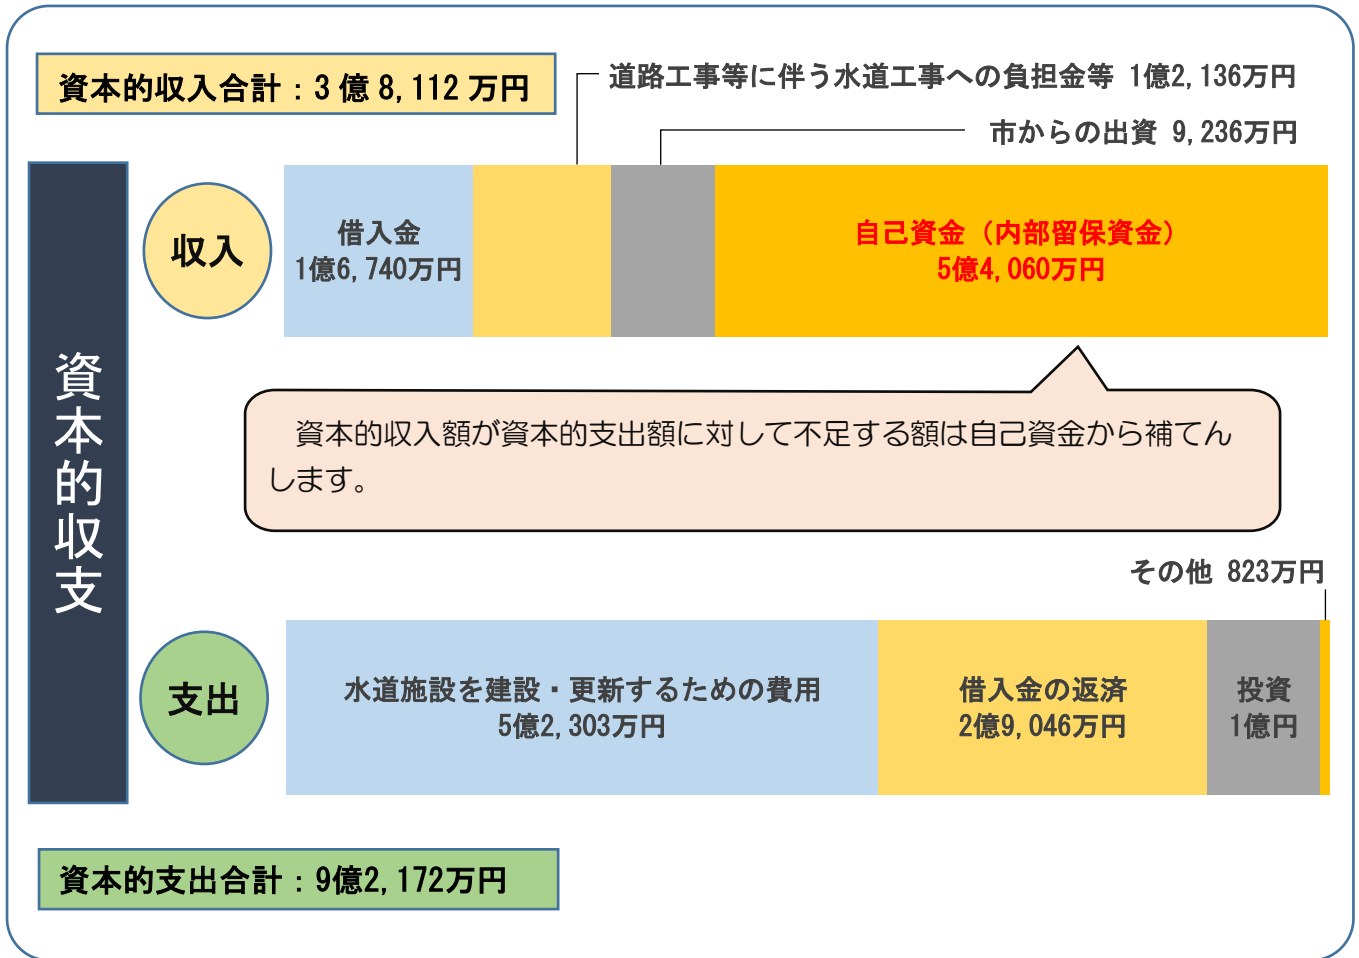 資本的収入合計：3億8,112万円
道路工事等に伴う水道工事への負担金等 1億2,136万円
市からの出資 9,236万円
資本的収支
収入
借入金
1億6,740万円
自己資金（内部留保資金）
5億4,060万円
資本的収入額が資本的支出額に対して不足する額は自己資金から補てん
します。
その他 823万円
支出
水道施設を建設・更新するための費用
5億2,303万円
借入金の返済
2億9,046万円
投資
1億円
資本的支出合計：9億2,172万円